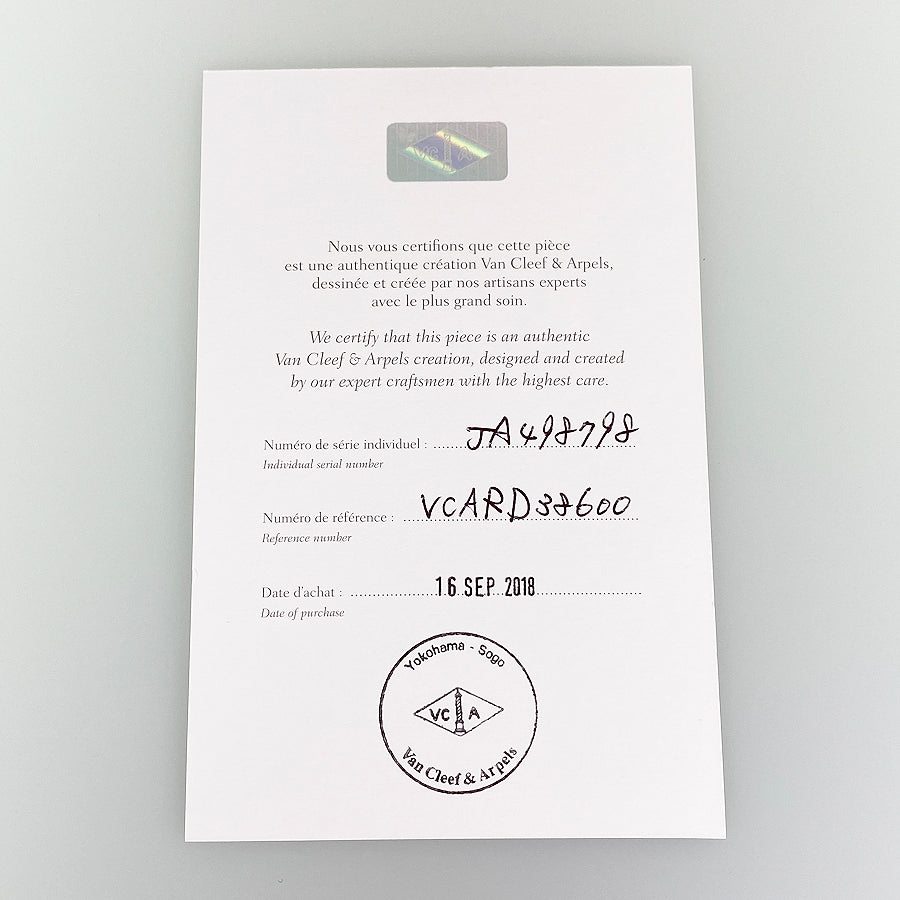 VC A
Nous vous certifions que cette pièce
est une authentique création Van Cleef & Arpels,
dessinée et créée par nos artisans experts
avec le plus grand soin.
We certify that this piece is an authentic
Van Cleef & Arpels creation, designed and created
by our expert craftsmen with the highest care.
Numéro de série individuel : JA498798
Individual serial number
Numéro de référence : VCARD38600
Reference number
Date d'achat : 16 SEP 2018
Date of purchase
Yokohama - Sogo
VC A
Van Cleef & Arpels